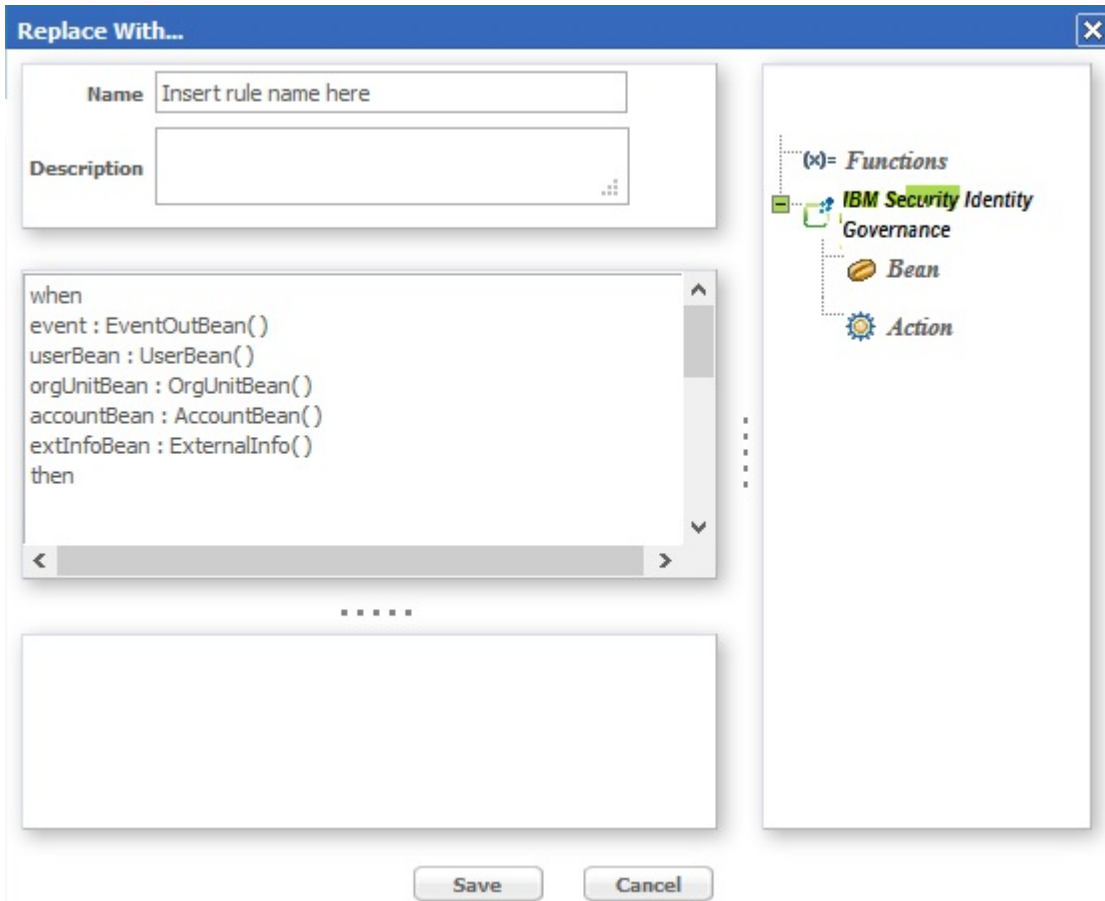 Replace With...
Name Insert rule name here
Description
when
event : EventOutBean( )
userBean : UserBean( )
orgUnitBean : OrgUnitBean( )
accountBean : AccountBean( )
extInfoBean : ExternalInfo( )
then
(x)= Functions
IBM Security Identity
Governance
Bean
Action
Save Cancel